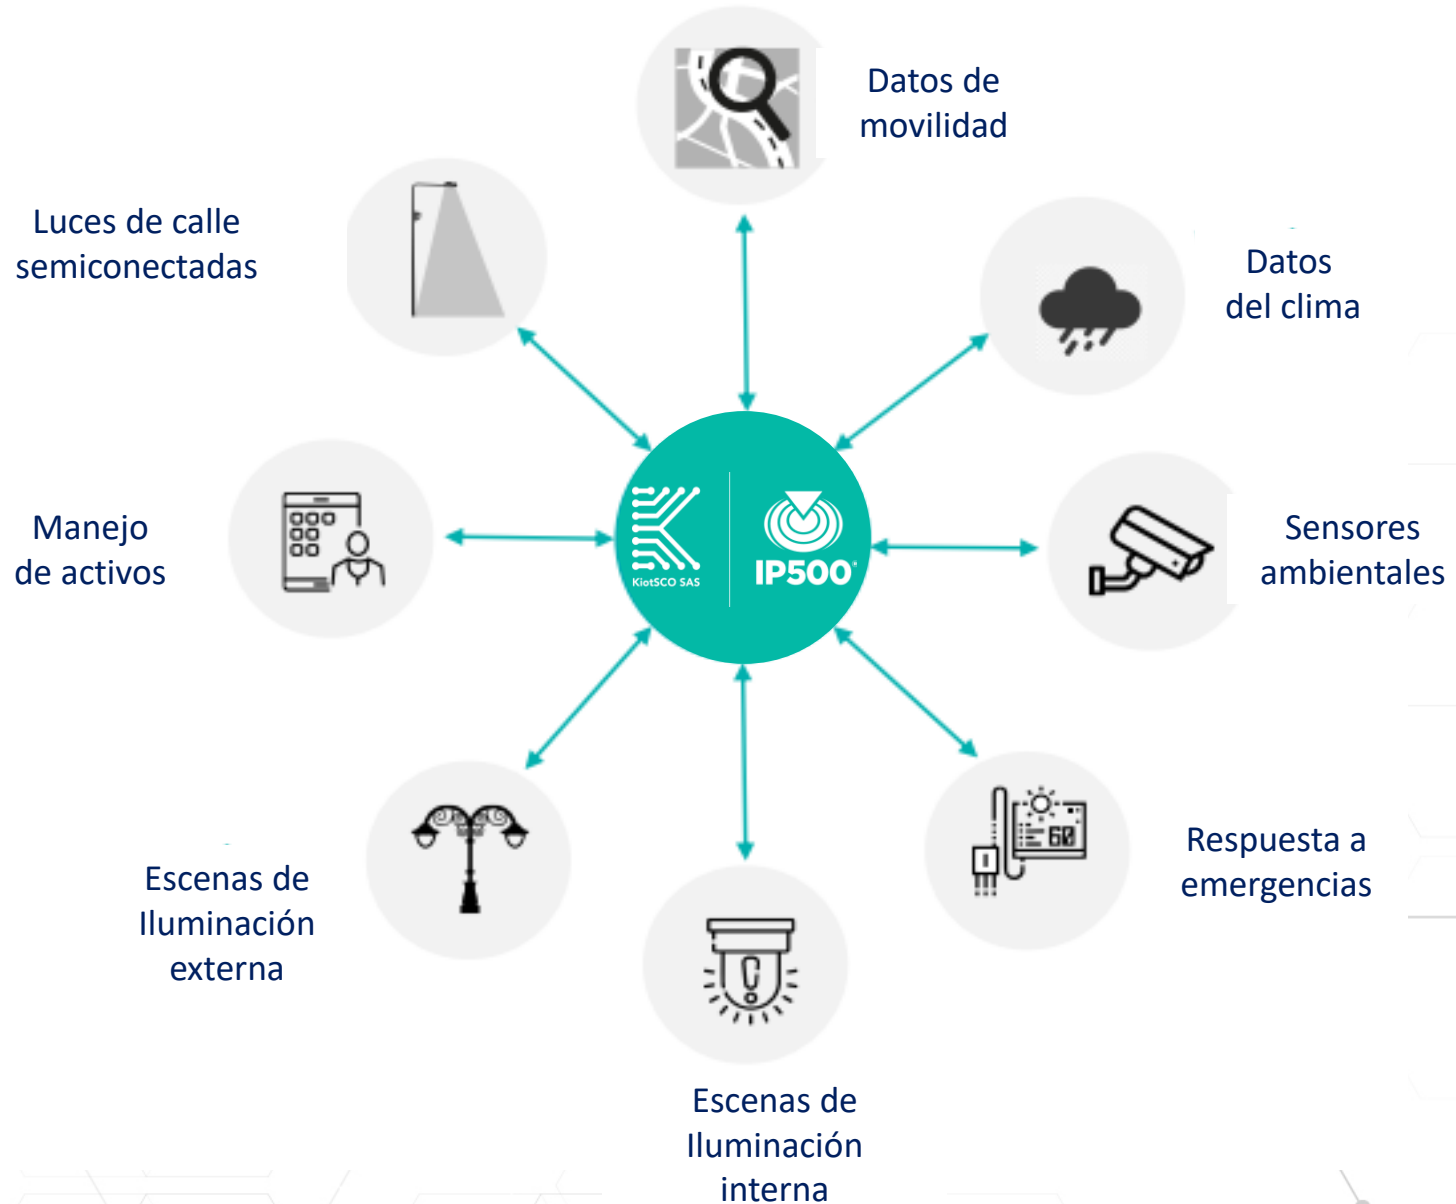 Datos de
movilidad
Luces de calle
semiconectadas
Datos
del clima
Manejo
de activos
KiotSCO SAS
IP500®
Sensores
ambientales
60
Respuesta a
emergencias
Escenas de
Iluminación
externa
Escenas de
Iluminación
interna